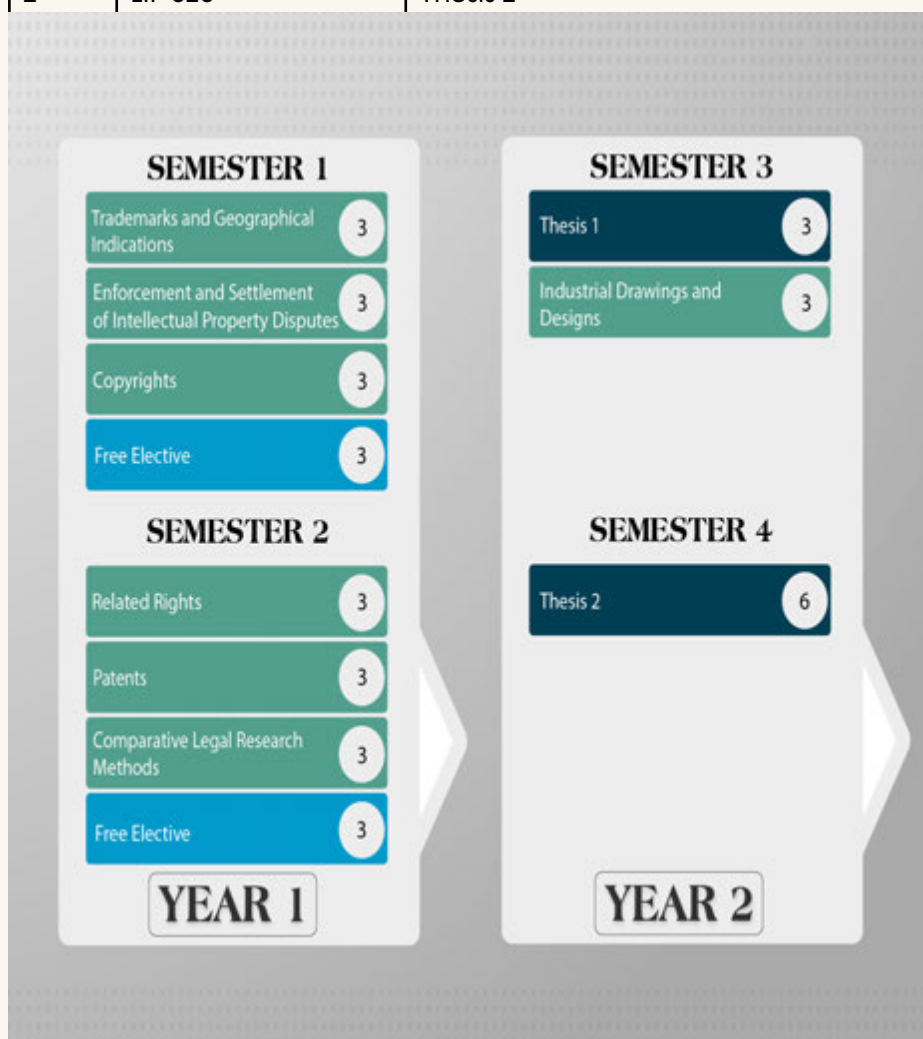 SEMESTER 1
Trademarks and Geographical
Indications
3
Enforcement and Settlement
of Intellectual Property Disputes
3
Copyrights
3
Free Elective
3
SEMESTER 2
Related Rights
3
Patents
3
Comparative Legal Research
Methods
3
Free Elective
3
YEAR 1
SEMESTER 3
Thesis 1
3
Industrial Drawings and
Designs
3
SEMESTER 4
Thesis 2
6
YEAR 2